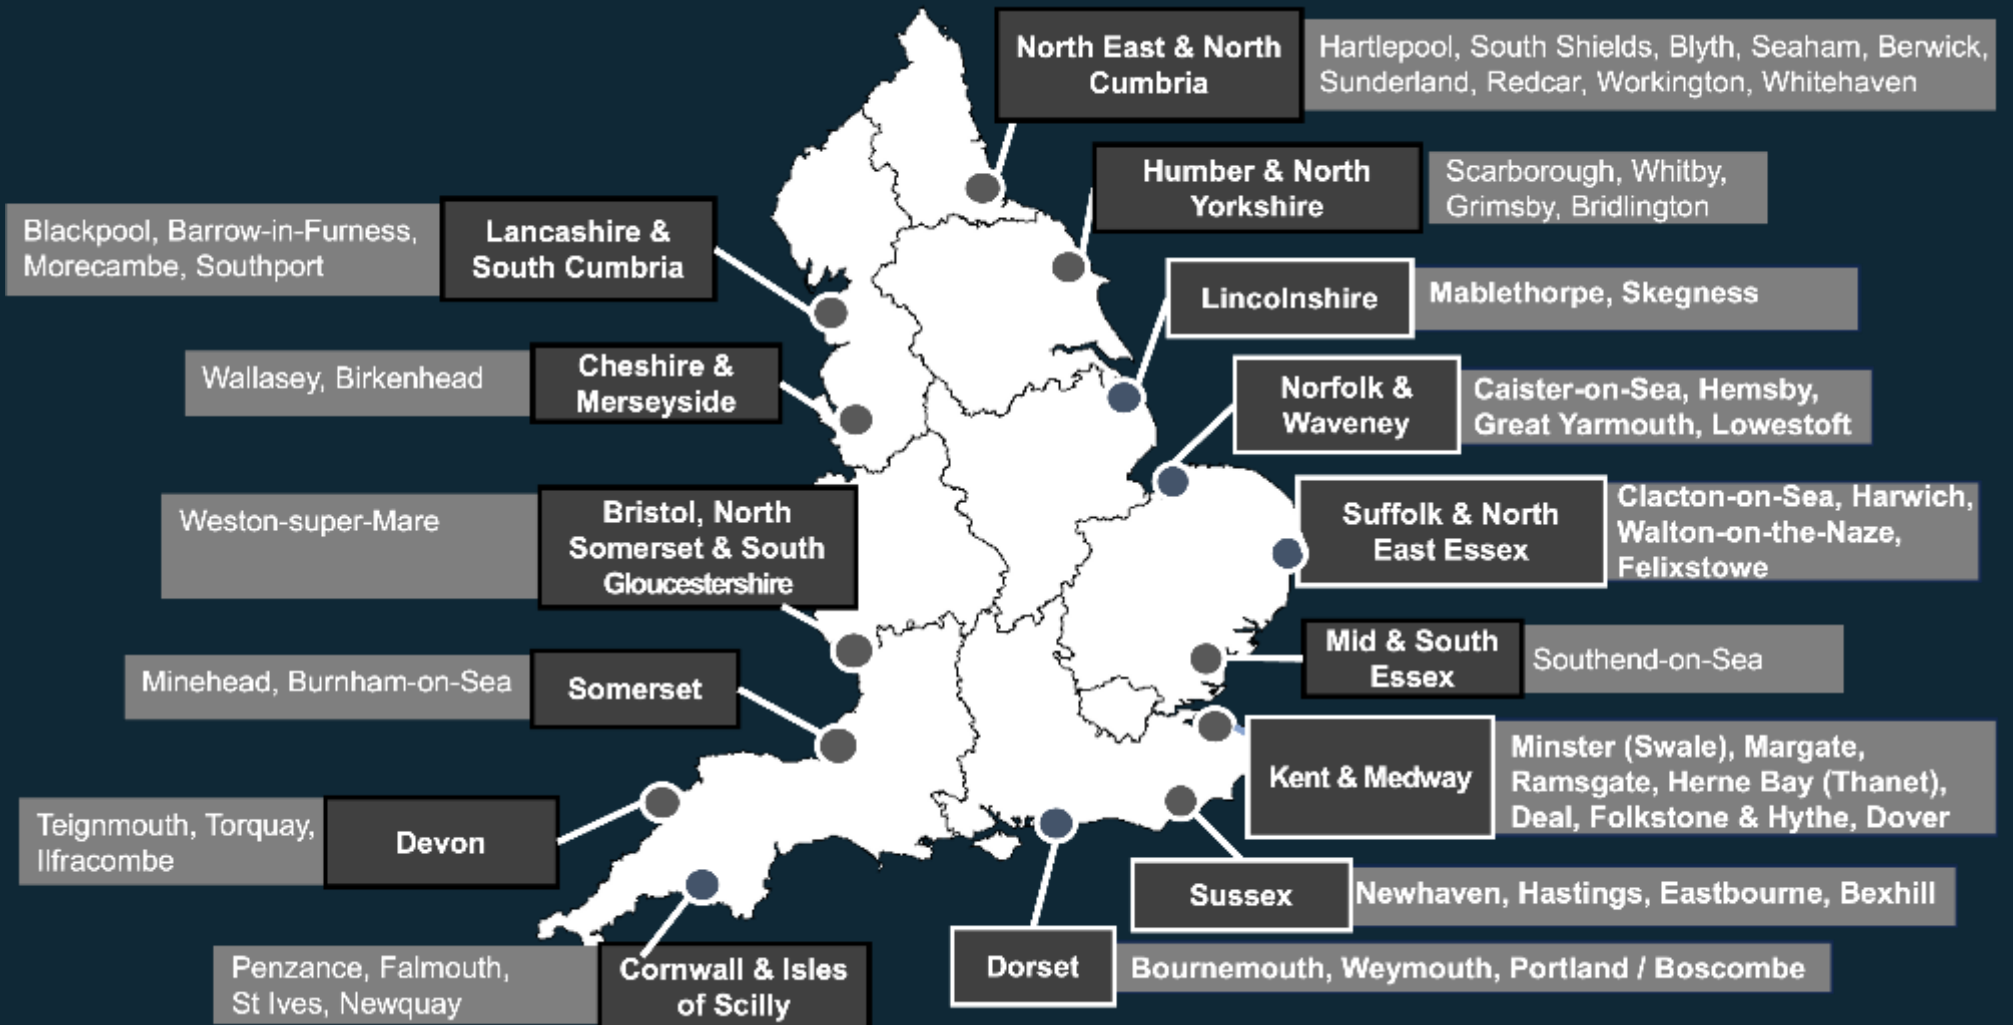 North East & North
Cumbria
Hartlepool, South Shields, Blyth, Seaham, Berwick,
Sunderland, Redcar, Workington, Whitehaven
Humber & North
Yorkshire
Scarborough, Whitby,
Grimsby, Bridlington
Blackpool, Barrow-in-Furness,
Morecambe, Southport
Lancashire &
South Cumbria
Lincolnshire
Mablethorpe, Skegness
Wallasey, Birkenhead
Cheshire &
Merseyside
Norfolk &
Waveney
Caister-on-Sea, Hemsby,
Great Yarmouth, Lowestoft
Weston-super-Mare
Bristol, North
Somerset & South
Gloucestershire
Suffolk & North
East Essex
Clacton-on-Sea, Harwich,
Walton-on-the-Naze,
Felixstowe
Minehead, Burnham-on-Sea
Somerset
Mid & South
Essex
Southend-on-Sea
Kent & Medway
Minster (Swale), Margate,
Ramsgate, Herne Bay (Thanet),
Deal, Folkstone & Hythe, Dover
Teignmouth, Torquay,
Ilfracombe
Devon
Sussex
Newhaven, Hastings, Eastbourne, Bexhill
Penzance, Falmouth,
St Ives, Newquay
Cornwall & Isles
of Scilly
Dorset
Bournemouth, Weymouth, Portland / Boscombe